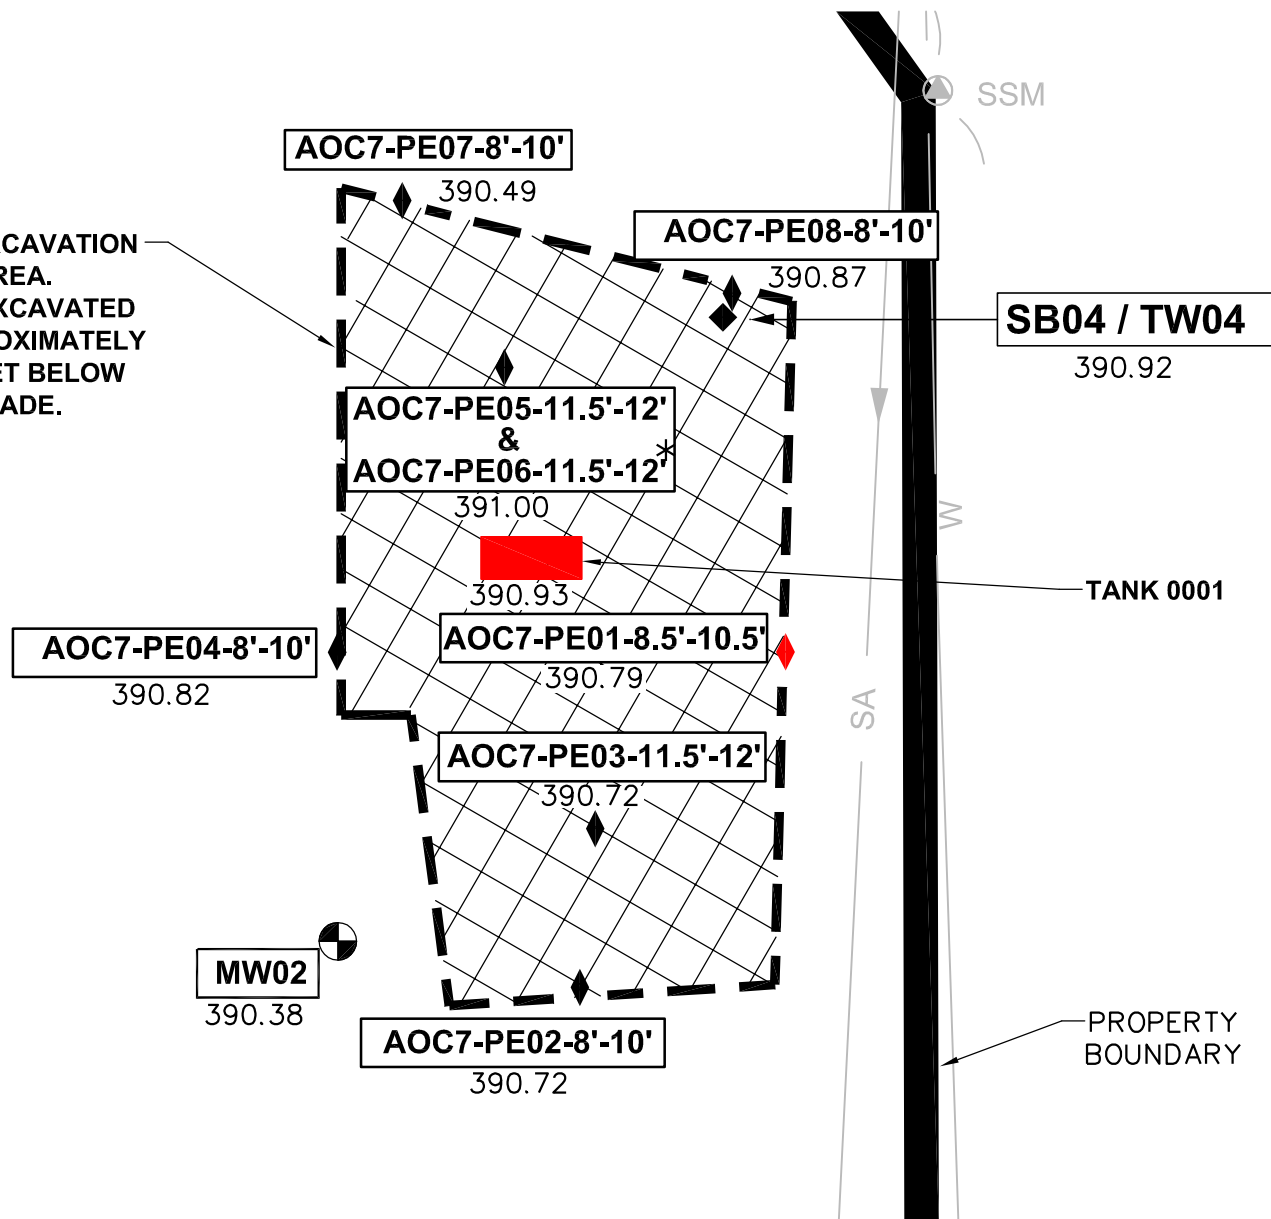 SSM
AOC7-PE07-8'-10'
390.49
CAVATION
REA.
XCAVATED
OXIMATELY
ET BELOW
ADE.
AOC7-PE08-8'-10'
390.87
SB04 / TW04
390.92
AOC7-PE05-11.5'-12'
&
AOC7-PE06-11.5'-12'*
391.00
W
390.93
TANK 0001
AOC7-PE04-8'-10'
390.82
AOC7-PE01-8.5'-10.5'
390.79
SA
AOC7-PE03-11.5'-12'
390.72
MW02
390.38
AOC7-PE02-8'-10'
390.72
PROPERTY
BOUNDARY